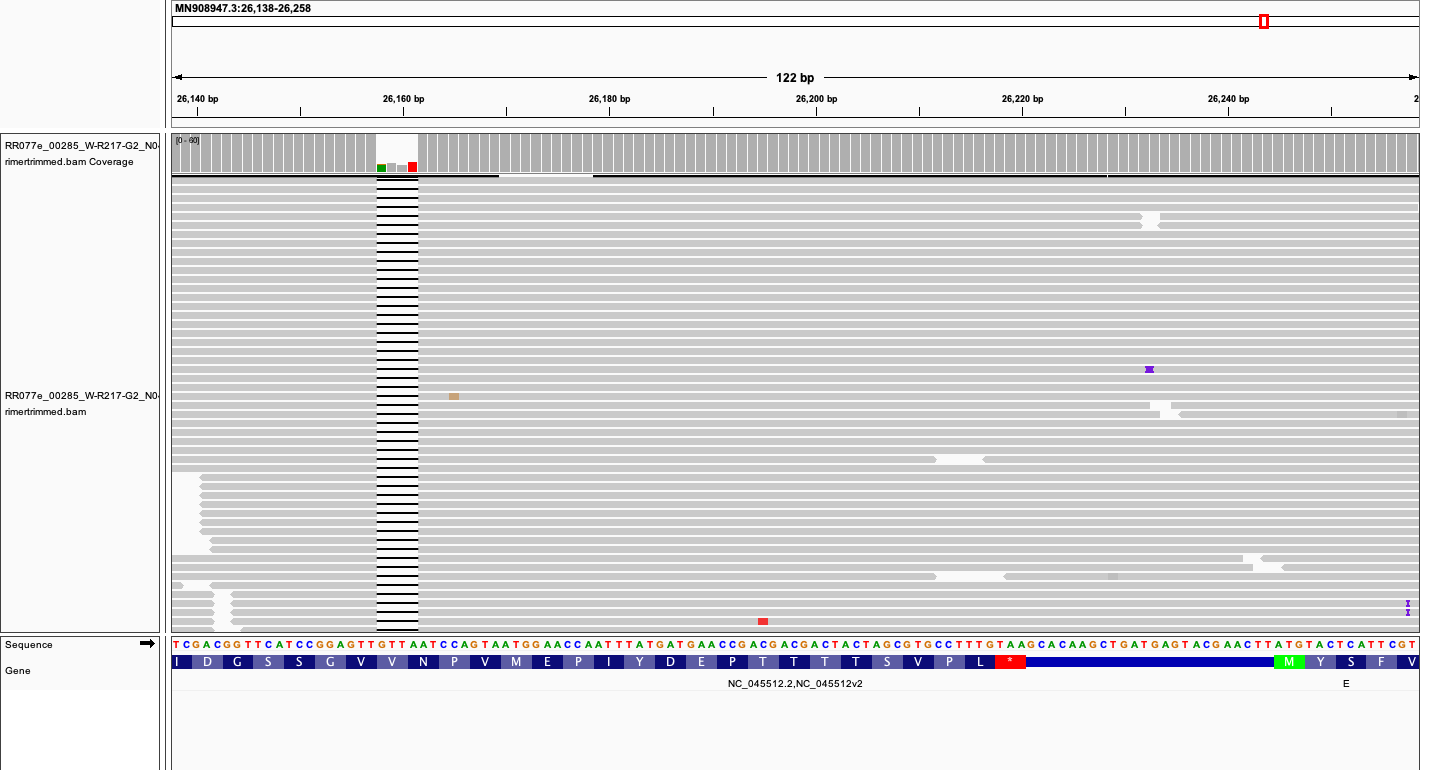 MN908947.3:26,138-26,258
122 bp
26,140 bp 26,160 bp 26,180 bp 26,200 bp 26,220 bp 26,240 bp 2
RR077e_00285_W-R217-G2_N0
rimertrimmed.bam Coverage
[0 - 60]
RR077e_00285_W-R217-G2_N0
rimertrimmed.bam
Sequence
TCGACGGTTCATCCGGAGTTGTTAATCCAGTAATGGAACCAATTTATGATGAACCGACGACGACTACTAGCGTGCCTTTGTAAGCACAAGCTGATGAGTACGAACTTATGTACTCATTCGT
Gene
I D G S S G V V N P V M E P I Y D E P T T T T S V P L * M Y S F V
NC_045512.2,NC_045512v2 E